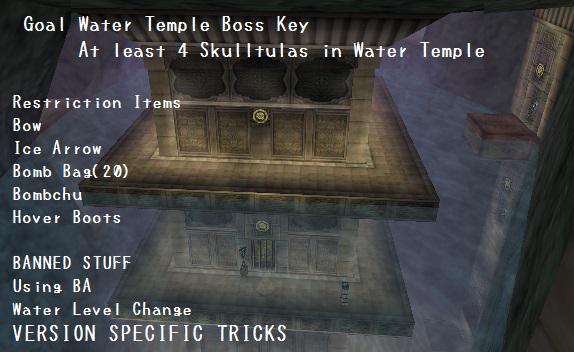 Goal Water Temple Boss Key
At least 4 Skulltulas in Water Temple
Restriction Items
Bow
Ice Arrow
Bomb Bag(20)
Bombchu
Hover Boots
BANNED STUFF
Using BA
Water Level Change
VERSION SPECIFIC TRICKS